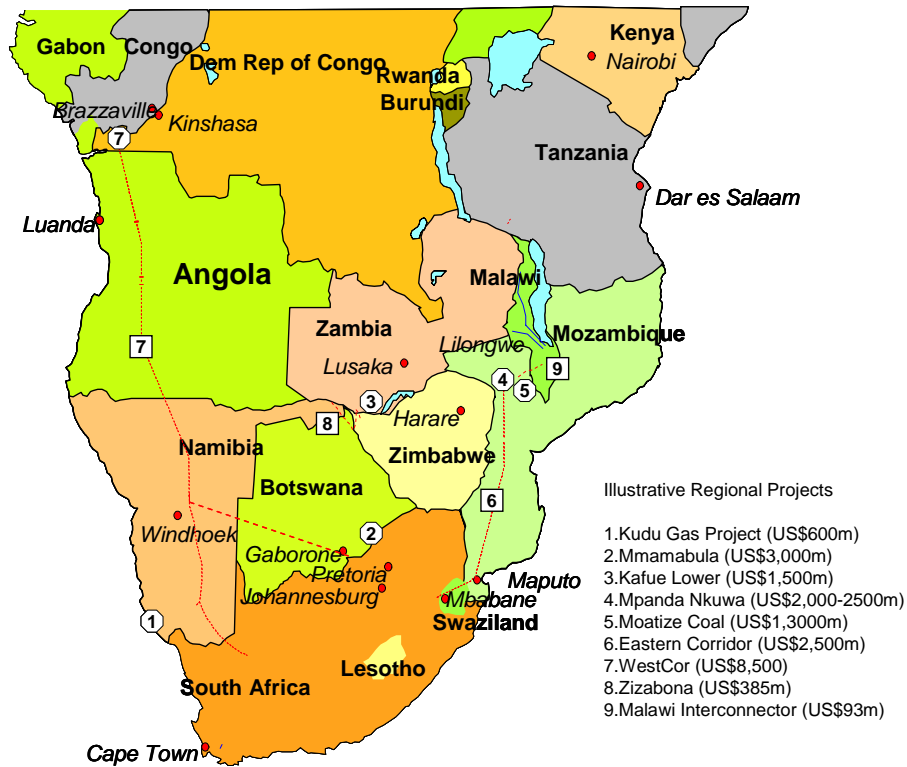 Gabon
Congo
Kenya
Nairobi
Dem Rep of Congo
Rwanda
Burundi
Brazzaville
Kinshasa
7
Tanzania
Dar es Salaam
Luanda
Angola
Malawi
Zambia
Mozambique
7
Lilongwe
Lusaka
9
4
5
3
8
Harare
Namibia
Zimbabwe
Botswana
6
Windhoek
2
Gaborone
Pretoria
Johannesburg
Maputo
Mbabane
Swaziland
1
Lesotho
South Africa
Cape Town
Illustrative Regional Projects
1.Kudu Gas Project (US$600m)
2.Mmamabula (US$3,000m)
3.Kafue Lower (US$1,500m)
4.Mpanda Nkuwa (US$2,000-2500m)
5.Moatize Coal (US$1,3000m)
6.Eastern Corridor (US$2,500m)
7.WestCor (US$8,500)
8.Zizabona (US$385m)
9.Malawi Interconnector (US$93m)